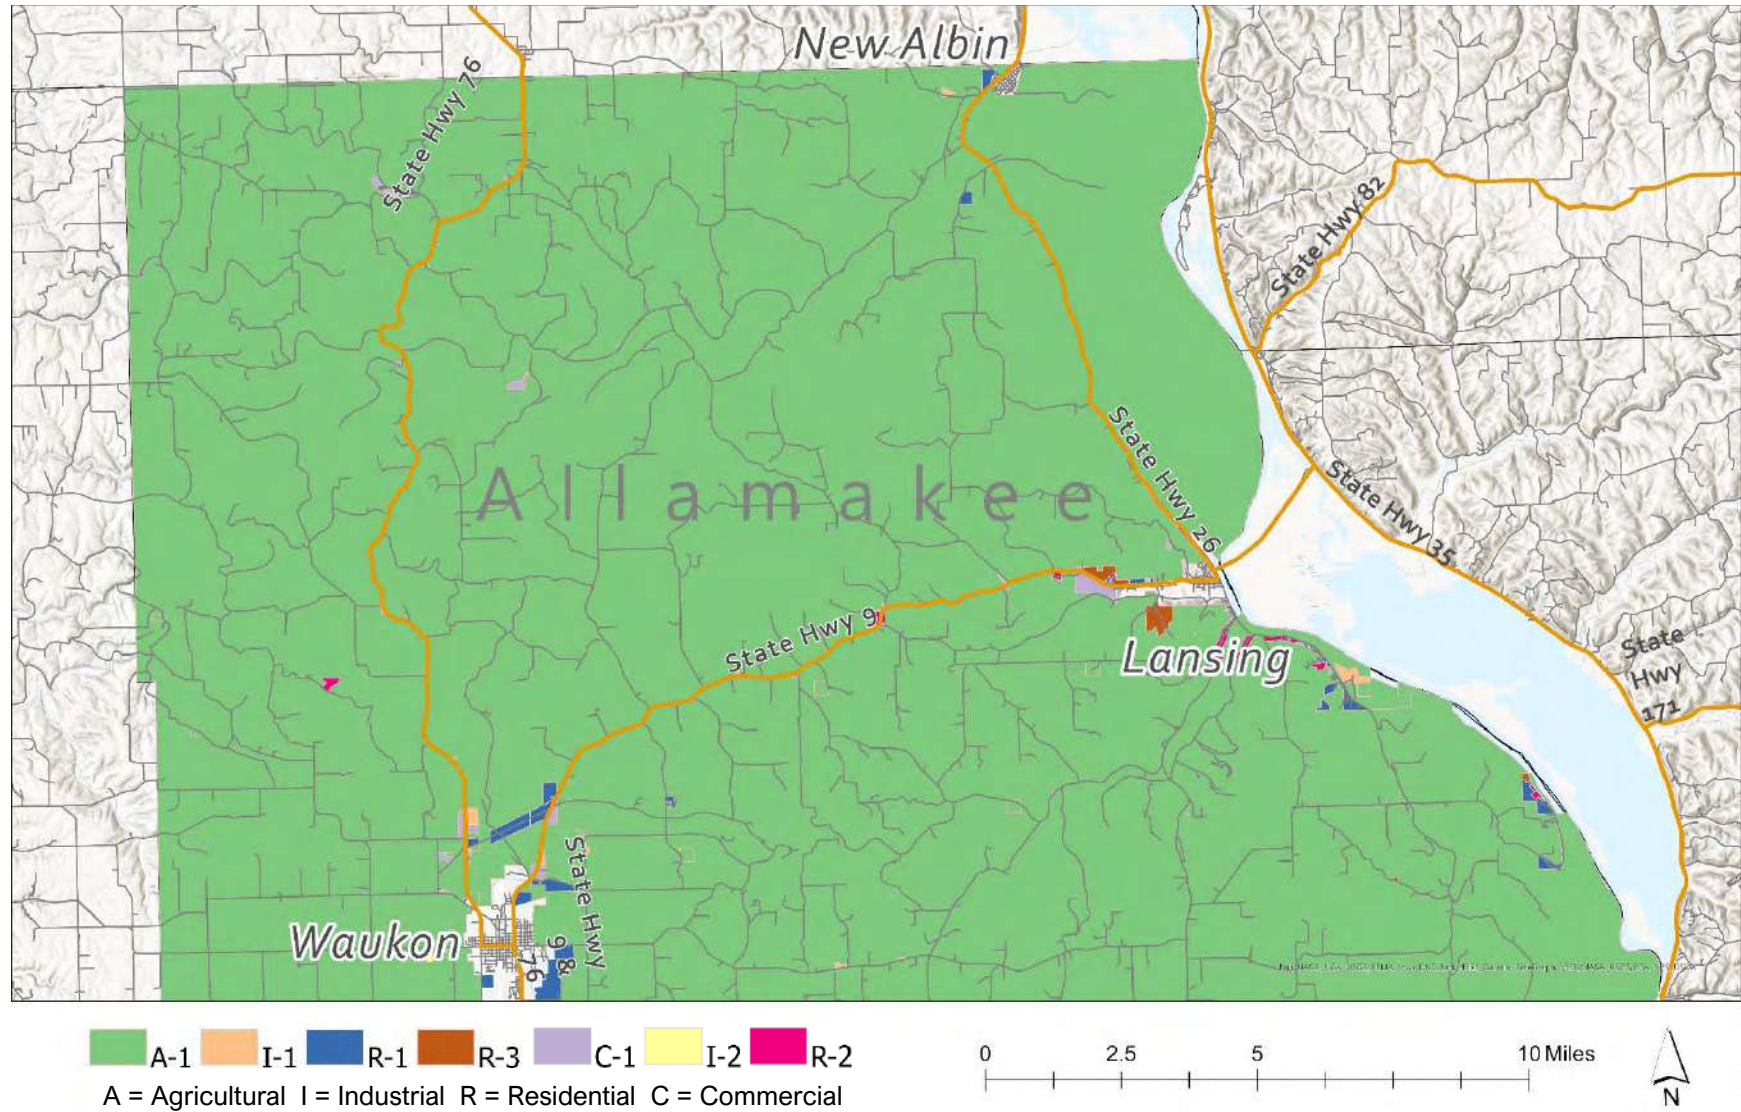 New Albin
State Hwy 76
State Hwy 82
State Hwy 26
Allamakee
State Hwy 35
State Hwy 9
Lansing
State
Hwy
171
State Hwy
9 &
76
Waukon
A-1 I-1 R-1 R-3 C-1 I-2 R-2
A = Agricultural I = Industrial R = Residential C = Commercial
0 2.5 5 10 Miles
N